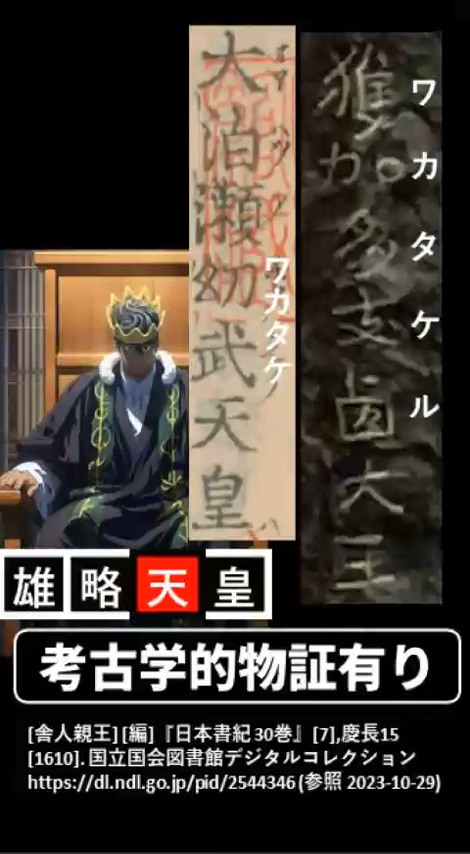 獲加多支鹵大王
ワカタケル
大泊瀬幼武天皇
ワカタケ
雄略天皇
考古学的物証有り
[舎人親王] [編]『日本書紀 30巻』[7],慶長15
[1610]. 国立国会図書館デジタルコレクション
https://dl.ndl.go.jp/pid/2544346 (参照 2023-10-29)